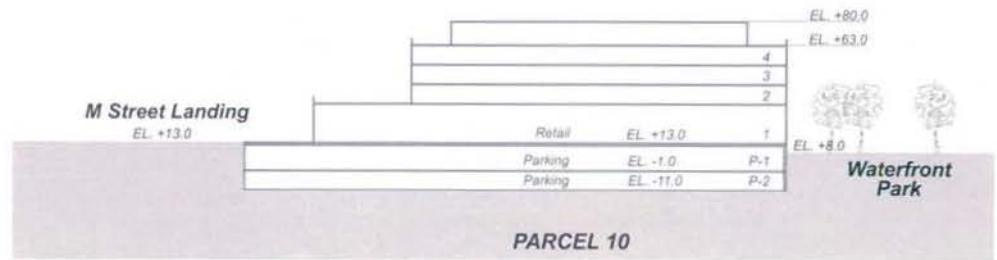 EL. +80.0
EL. +63.0
4
3
2
M Street Landing
EL. +13.0
Retail EL. +13.0 1
EL. +8.0
Parking EL. -1.0 P-1
Parking EL. -11.0 P-2
Waterfront
Park
PARCEL 10